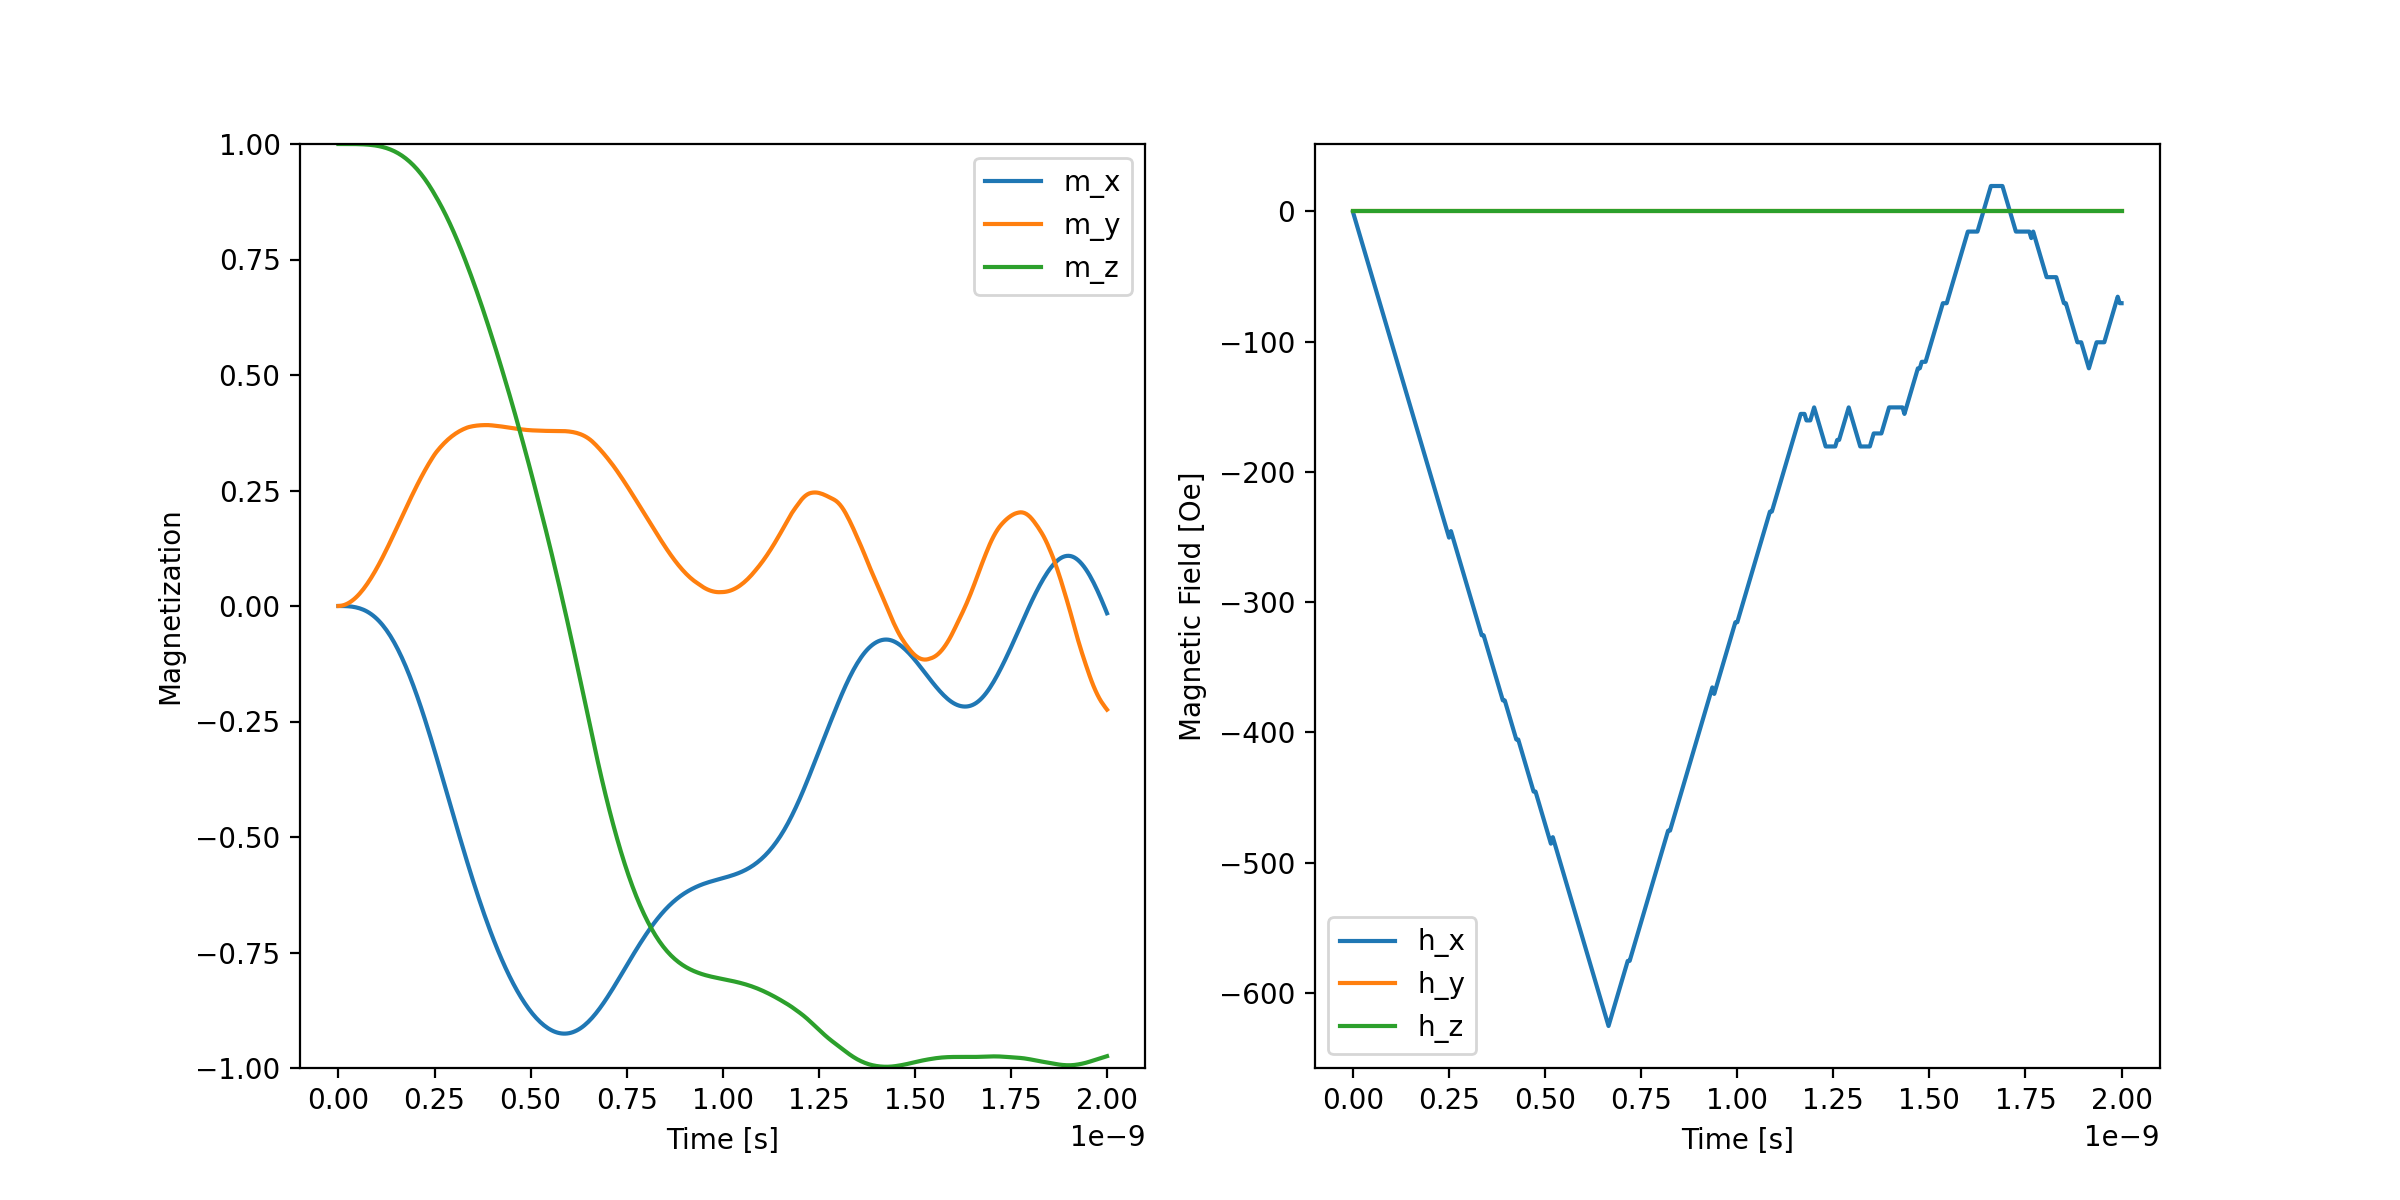 1.00
0.75
0.50
0.25
0.00
−0.25
−0.50
−0.75
−1.00
Magnetization
m_x
m_y
m_z
0.00 0.25 0.50 0.75 1.00 1.25 1.50 1.75 2.00
Time [s]
1e−9
0
−100
−200
−300
−400
−500
−600
Magnetic Field [Oe]
h_x
h_y
h_z
0.00 0.25 0.50 0.75 1.00 1.25 1.50 1.75 2.00
Time [s]
1e−9